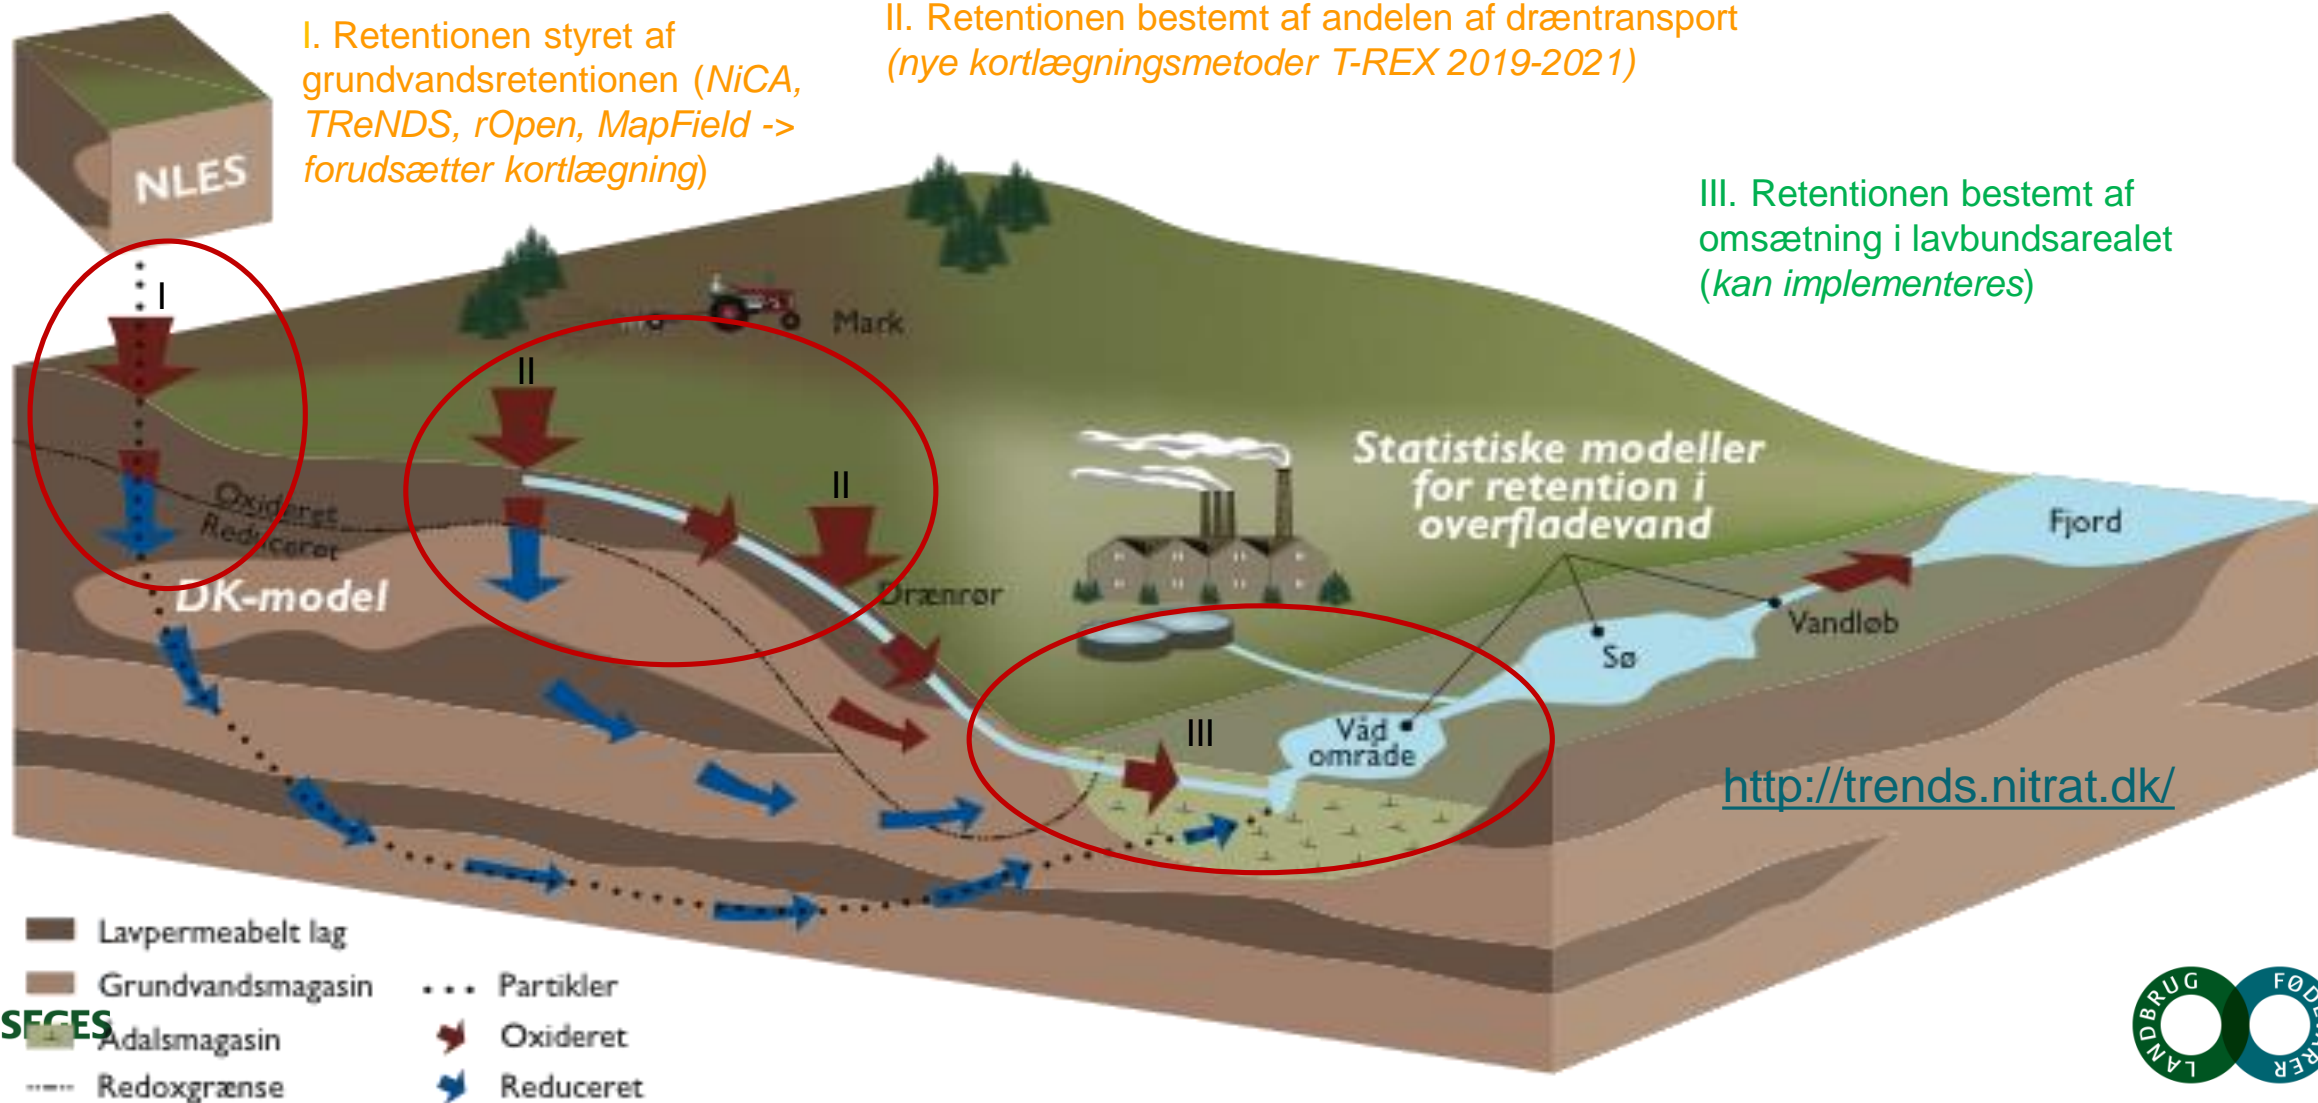 I. Retentionen styret af
grundvandsretentionen (NiCA,
TReNDS, rOpen, MapField ->
forudsætter kortlægning)
II. Retentionen bestemt af andelen af dræntransport
(nye kortlægningsmetoder T-REX 2019-2021)
III. Retentionen bestemt af
omsætning i lavbundsarealet
(kan implementeres)
NLES
I
Mark
II
II
Oxideret
Reduceret
DK-model
Drænrør
Statistiske modeller
for retention i
overfladevand
Fjord
Vandløb
Sø
III
Våd
område
http://trends.nitrat.dk/
Lavpermeabelt lag
Grundvandsmagasin
Ådalsmagasin
Redoxgrænse
Partikler
Oxideret
Reduceret
SEGES
LANDBRUG